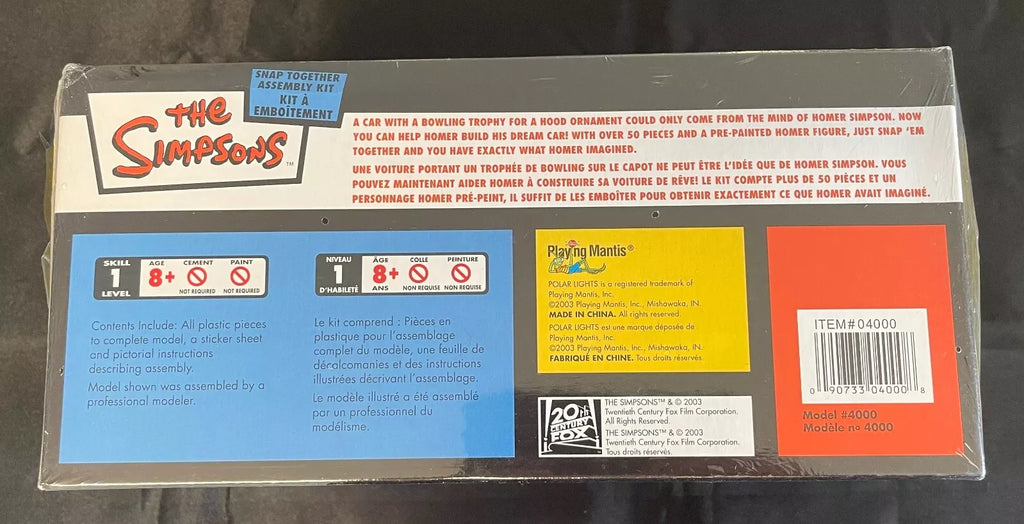 SNAP TOGETHER
ASSEMBLY KIT
KIT À
EMBOÎTEMENT
THE
SIMPSONS™
A CAR WITH A BOWLING TROPHY FOR A HOOD ORNAMENT COULD ONLY COME FROM THE MIND OF HOMER SIMPSON. NOW
YOU CAN HELP HOMER BUILD HIS DREAM CAR! WITH OVER 50 PIECES AND A PRE-PAINTED HOMER FIGURE, JUST SNAP 'EM
TOGETHER AND YOU HAVE EXACTLY WHAT HOMER IMAGINED.
UNE VOITURE PORTANT UN TROPHÉE DE BOWLING SUR LE CAPOT NE PEUT ÊTRE L'IDÉE QUE DE HOMER SIMPSON. VOUS
POUVEZ MAINTENANT AIDER HOMER À CONSTRUIRE SA VOITURE DE RÊVE! LE KIT COMPTE PLUS DE 50 PIÈCES ET UN
PERSONNAGE HOMER PRÉ-PEINT, IL SUFFIT DE LES EMBOÎTER POUR OBTENIR EXACTEMENT CE QUE HOMER AVAIT IMAGINÉ.
SKILL
1
LEVEL
AGE
8+
CEMENT
NOT REQUIRED
PAINT
NOT REQUIRED
Contents Include: All plastic pieces
to complete model, a sticker sheet
and pictorial instructions
describing assembly.
Model shown was assembled by a
professional modeler.
NIVEAU
1
D'HABILETÉ
ÂGE
8+
ANS
COLLE
NON REQUISE
PEINTURE
NON REQUISE
Le kit comprend : Pièces en
plastique pour l'assemblage
complet du modèle, une feuille de
décalcomanies et des instructions
illustrées décrivant l'assemblage.
Le modèle illustré a été assemblé
par un professionnel du
modélisme.
Playing Mantis®
POLAR LIGHTS is a registered trademark of
Playing Mantis, Inc.
©2003 Playing Mantis, Inc., Mishawaka, IN.
MADE IN CHINA. All rights reserved.
POLAR LIGHTS est une marque déposée de
Playing Mantis, Inc.
©2003 Playing Mantis, Inc., Mishawaka, IN.
FABRIQUÉ EN CHINE. Tous droits réservés.
20TH
CENTURY
FOX
THE SIMPSONS™ & © 2003
Twentieth Century Fox Film Corporation.
All Rights Reserved.
THE SIMPSONS™ & © 2003
Twentieth Century Fox Film Corporation.
Tous droits réservés.
ITEM#04000
0 90733 04000 8
Model #4000
Modèle nº 4000